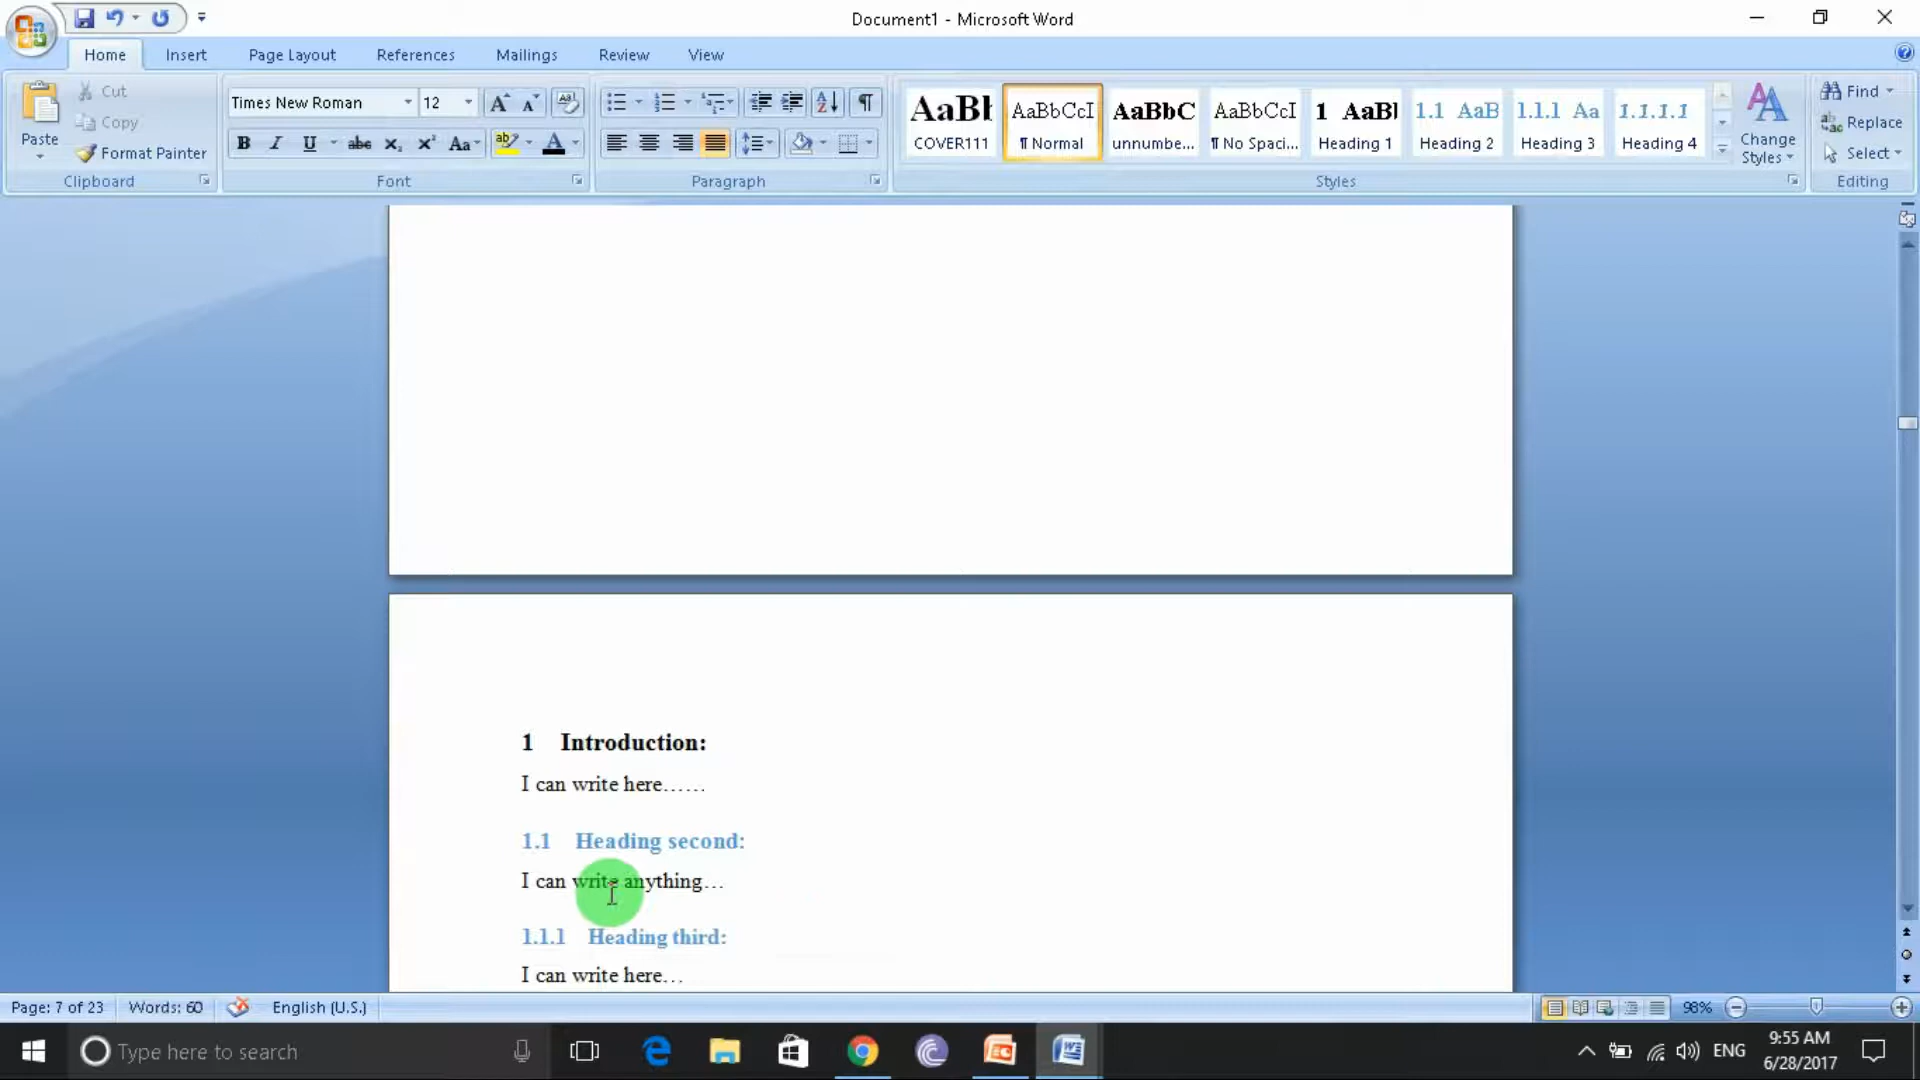 Document1 - Microsoft Word
Home Insert Page Layout References Mailings Review View
Paste
Cut
Copy
Format Painter
Clipboard
Times New Roman 12
Font
Paragraph
AaBb AaBbCcI AaBbC AaBbCcI 1 AaBl 1.1 AaB 1.1.1 Aa 1.1.1.1
COVER111 ¶ Normal unnumbe... ¶ No Spaci... Heading 1 Heading 2 Heading 3 Heading 4
Styles
Change Styles
Find
Replace
Select
Editing
1 Introduction:
I can write here……
1.1 Heading second:
I can write anything…
1.1.1 Heading third:
I can write here…
Page: 7 of 23 Words: 60 English (U.S.) 98%
Type here to search
ENG
9:55 AM
6/28/2017